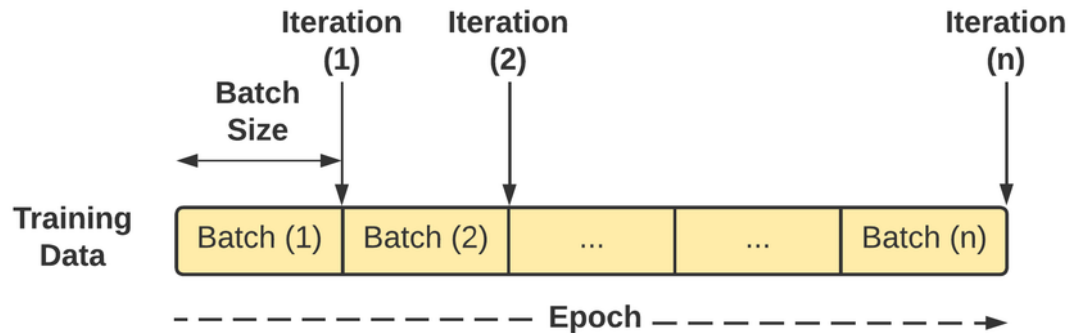 Iteration
(1)
Iteration
(2)
Iteration
(n)
Batch
Size
Training
Data
Batch (1)
Batch (2)
...
...
Batch (n)
Epoch